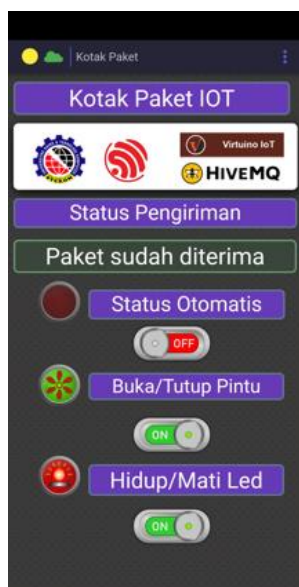 Kotak Paket
Kotak Paket IOT
Virtuino IoT
HIVEMQ
Status Pengiriman
Paket sudah diterima
Status Otomatis
OFF
Buka/Tutup Pintu
ON
Hidup/Mati Led
ON